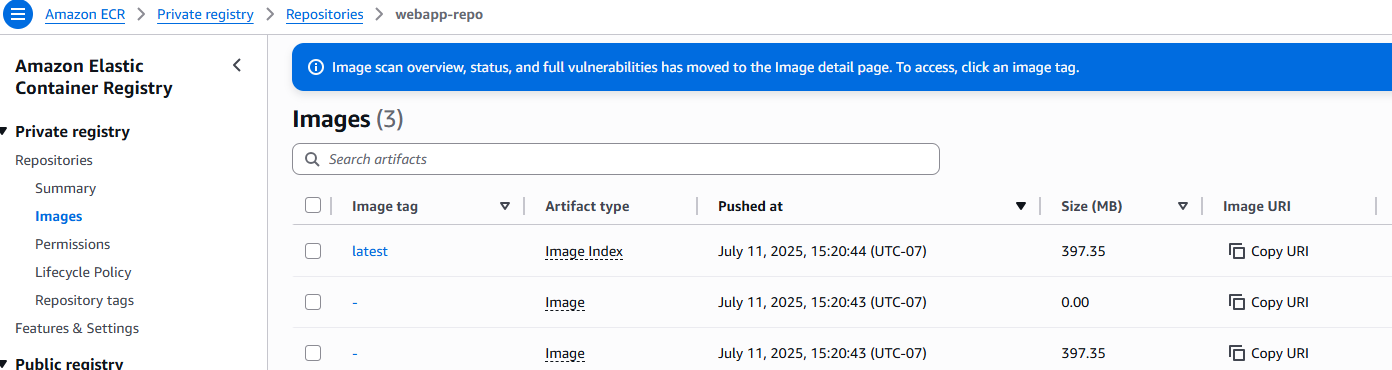 Amazon ECR > Private registry > Repositories > webapp-repo
Amazon Elastic
Container Registry
Private registry
Repositories
Summary
Images
Permissions
Lifecycle Policy
Repository tags
Features & Settings
Public registry
Image scan overview, status, and full vulnerabilities has moved to the Image detail page. To access, click an image tag.
Images (3)
Search artifacts
Image tag Artifact type Pushed at Size (MB) Image URI
latest Image Index July 11, 2025, 15:20:44 (UTC-07) 397.35 Copy URI
- Image July 11, 2025, 15:20:43 (UTC-07) 0.00 Copy URI
- Image July 11, 2025, 15:20:43 (UTC-07) 397.35 Copy URI